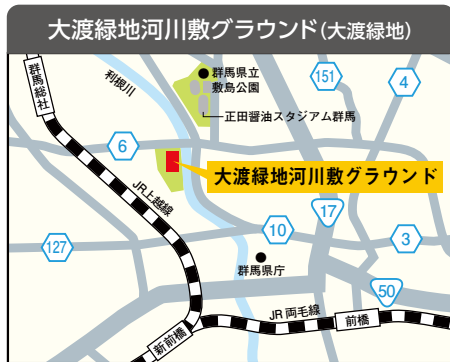 大渡緑地河川敷グラウンド(大渡緑地)
群馬総社
利根川
群馬県立
敷島公園
正田醤油スタジアム群馬
151
4
6
大渡緑地河川敷グラウンド
JR上越線
17
127
10
3
群馬県庁
50
JR両毛線
前橋
新前橋